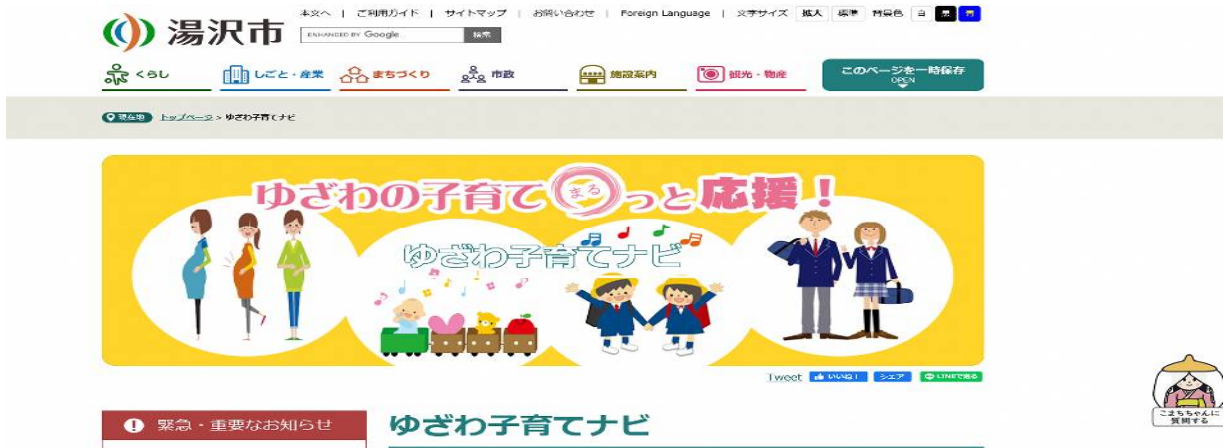 本文へ | ご利用ガイド | サイトマップ | お問い合わせ | Foreign Language | 文字サイズ 拡大 標準 背景色 白 黒 青
湯沢市
ENHANCED BY Google 検索
くらし しごと・産業 まちづくり 市政 施設案内 観光・物産
このページを一時保存
OPEN
現在地 トップページ > ゆざわ子育てナビ
ゆざわの子育てまるっと応援！
ゆざわ子育てナビ
Tweet いいね！ シェア LINEで送る
緊急・重要なお知らせ
ゆざわ子育てナビ
こまちちゃんに
質問する